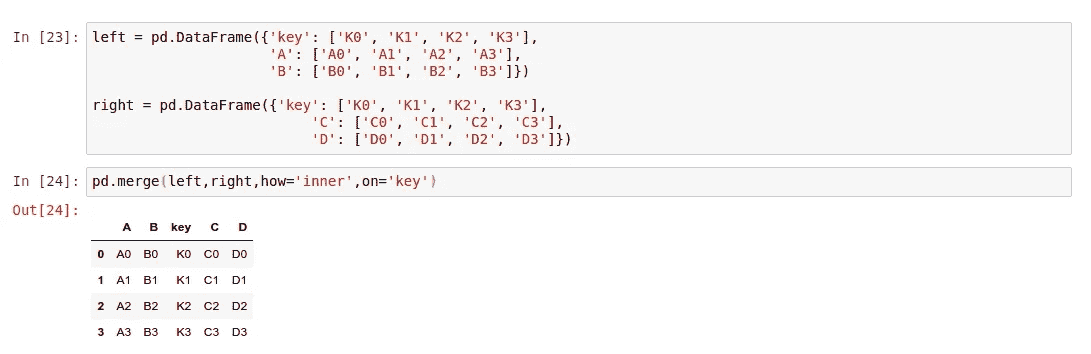 In [23]: left = pd.DataFrame({'key': ['K0', 'K1', 'K2', 'K3'],
'A': ['A0', 'A1', 'A2', 'A3'],
'B': ['B0', 'B1', 'B2', 'B3']})
right = pd.DataFrame({'key': ['K0', 'K1', 'K2', 'K3'],
'C': ['C0', 'C1', 'C2', 'C3'],
'D': ['D0', 'D1', 'D2', 'D3']})
In [24]: pd.merge(left,right,how='inner',on='key')
Out[24]:
A B key C D
0 A0 B0 K0 C0 D0
1 A1 B1 K1 C1 D1
2 A2 B2 K2 C2 D2
3 A3 B3 K3 C3 D3